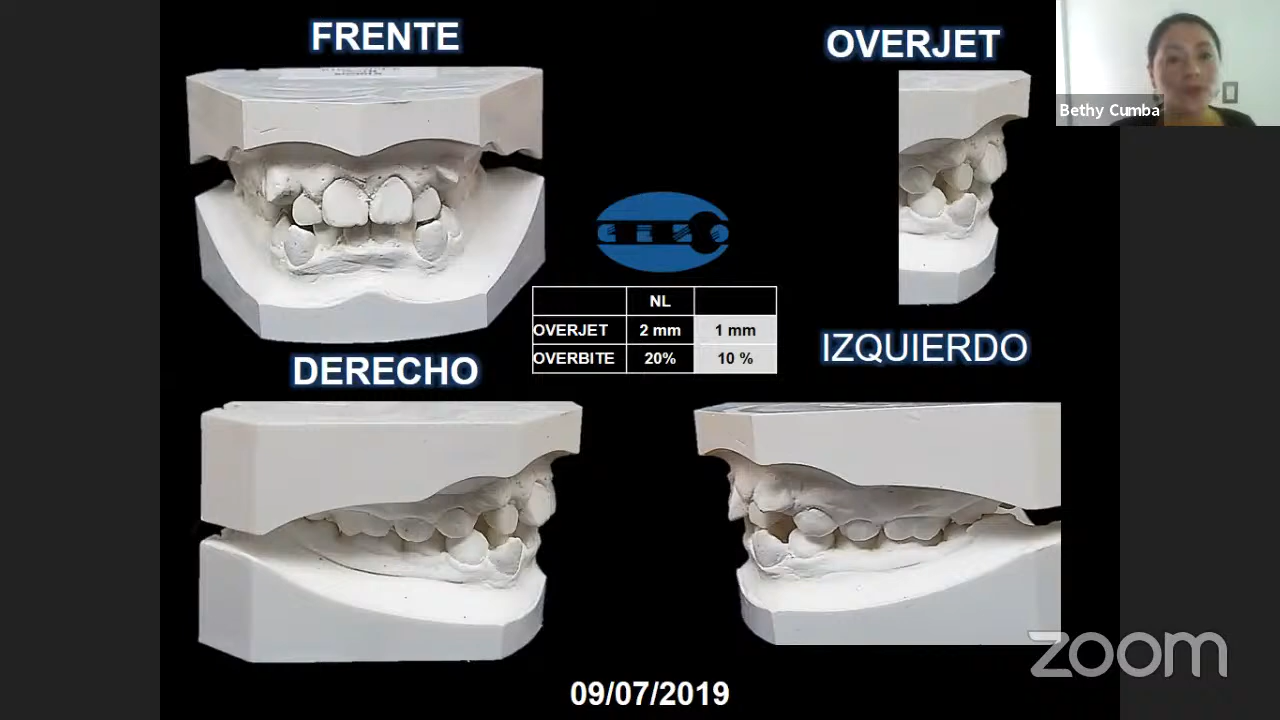 FRENTE
OVERJET
Bethy Cumba
NL
OVERJET 2 mm 1 mm
OVERBITE 20% 10 %
DERECHO
IZQUIERDO
zoom
09/07/2019